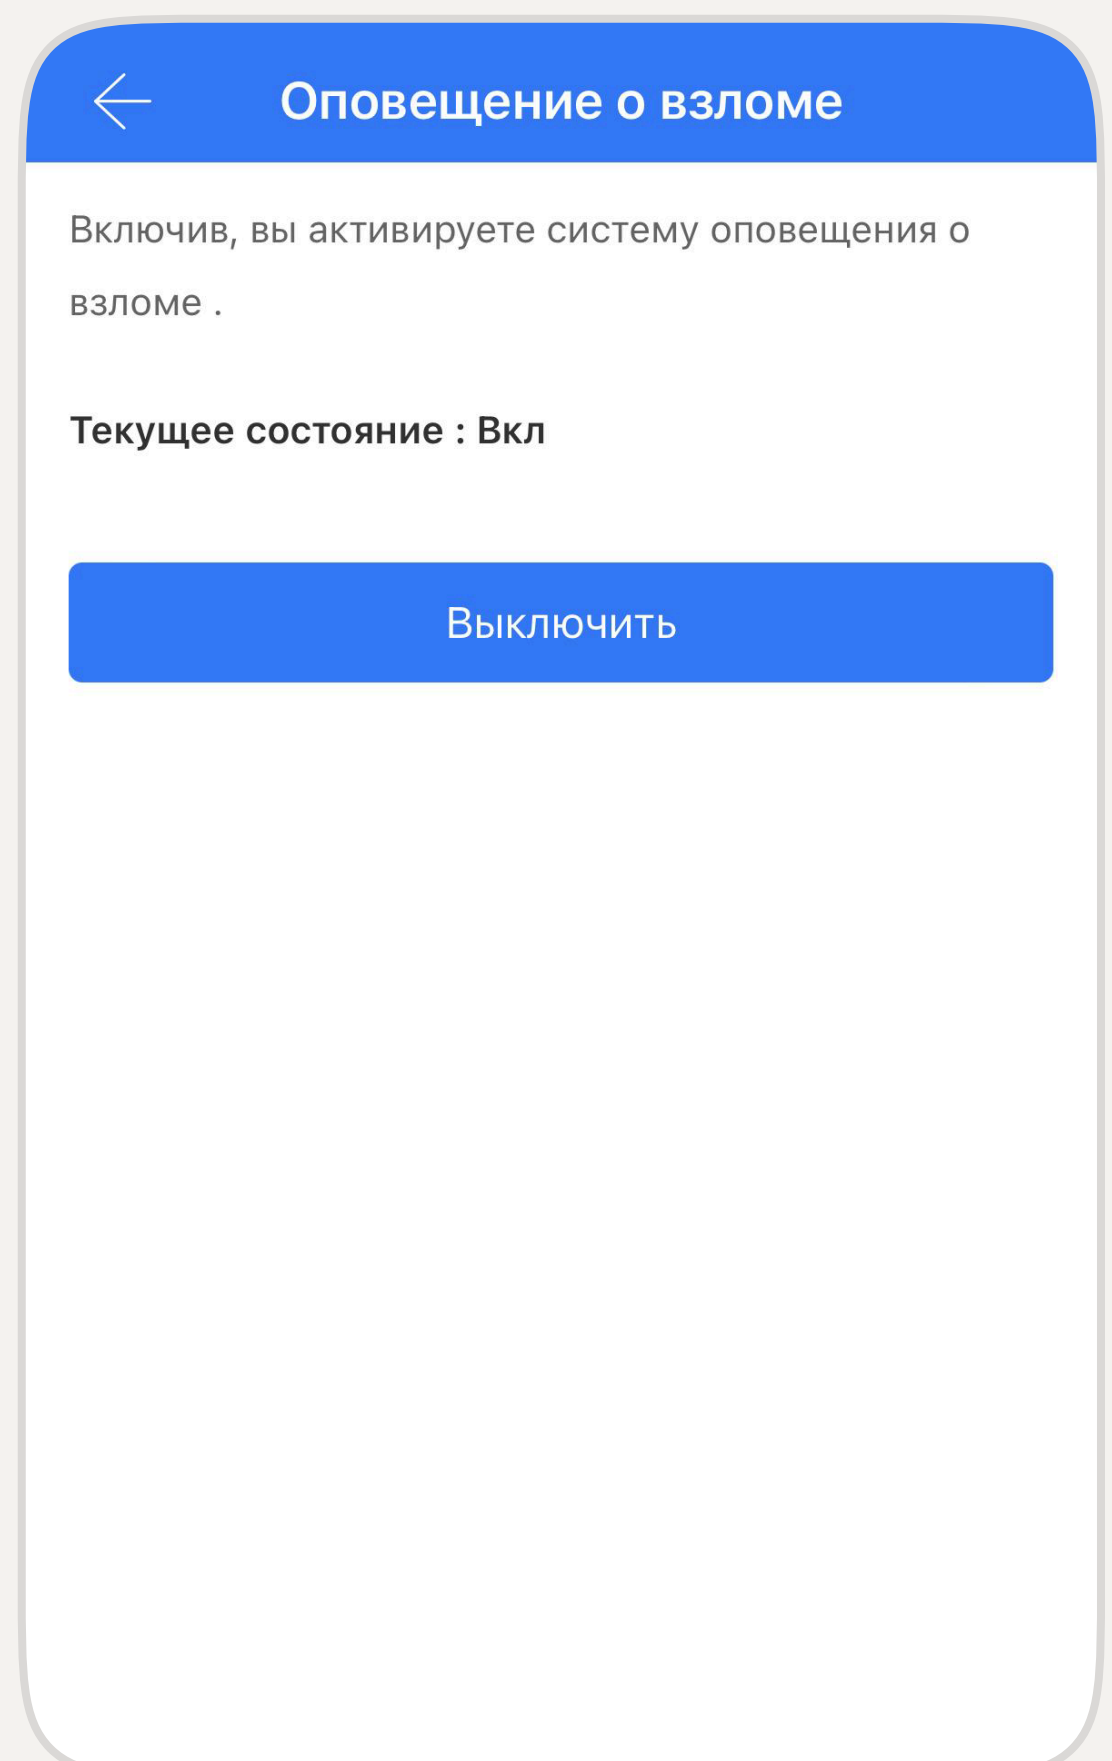 Оповещение о взломе
Включив, вы активируете систему оповещения о
взломе .
Текущее состояние : Вкл
Выключить